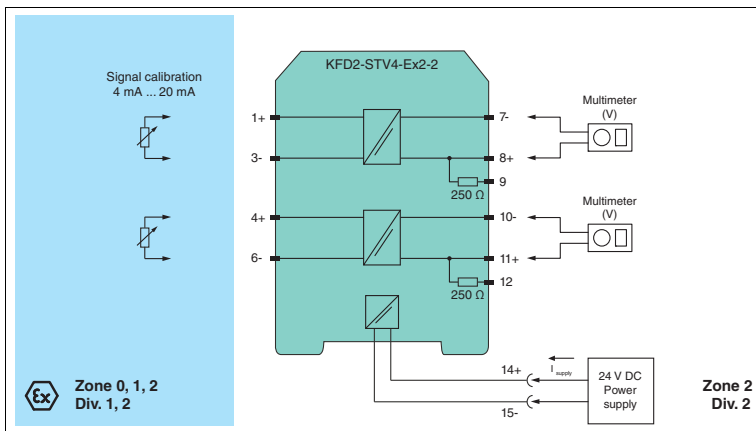 KFD2-STV4-Ex2-2
Signal calibration
4 mA ... 20 mA
1+
3-
4+
6-
7-
8+
9
250 Ω
10-
11+
12
250 Ω
Multimeter
(V)
Multimeter
(V)
14+
15-
I supply
24 V DC
Power
supply
Ex
Zone 0, 1, 2
Div. 1, 2
Zone 2
Div. 2